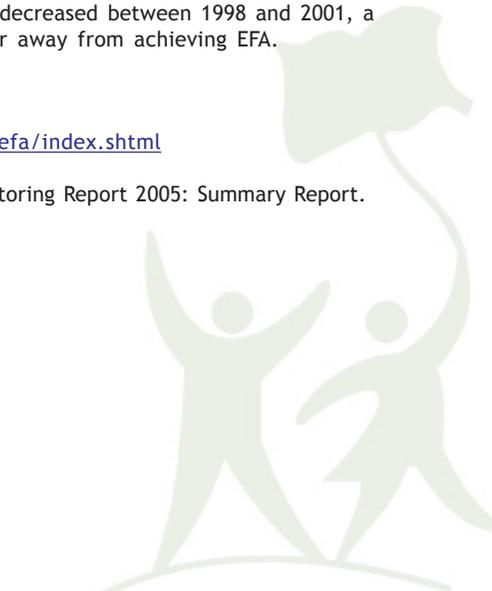 decreased between 1998 and 2001, a
r away from achieving EFA.
efa/index.shtml
toring Report 2005: Summary Report.